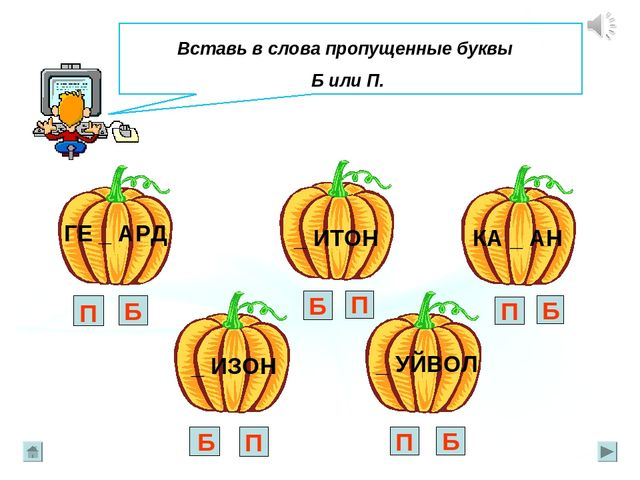 Вставь в слова пропущенные буквы
Б или П.
ГЕ _ АРД
_ ИТОН
КА _ АН
П Б
Б П
П Б
_ ИЗОН
_ УЙВОЛ
Б П
П Б